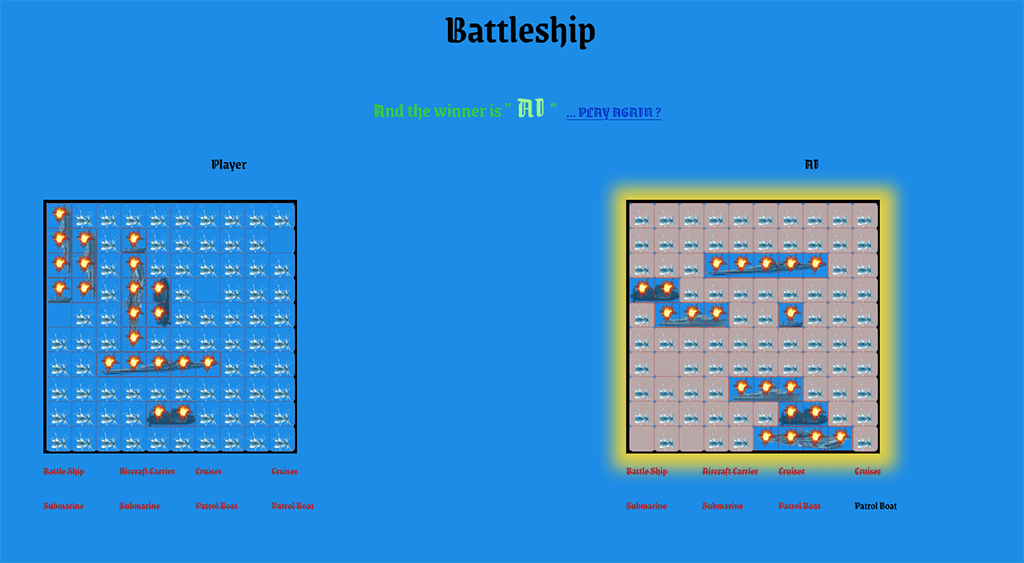 Battleship
And the winner is " AI " ... PLAY AGAIN ?
Player
AI
Battle Ship Aircraft Carrier Cruiser Cruiser
Submarine Submarine Patrol Boat Patrol Boat
Battle Ship Aircraft Carrier Cruiser Cruiser
Submarine Submarine Patrol Boat Patrol Boat